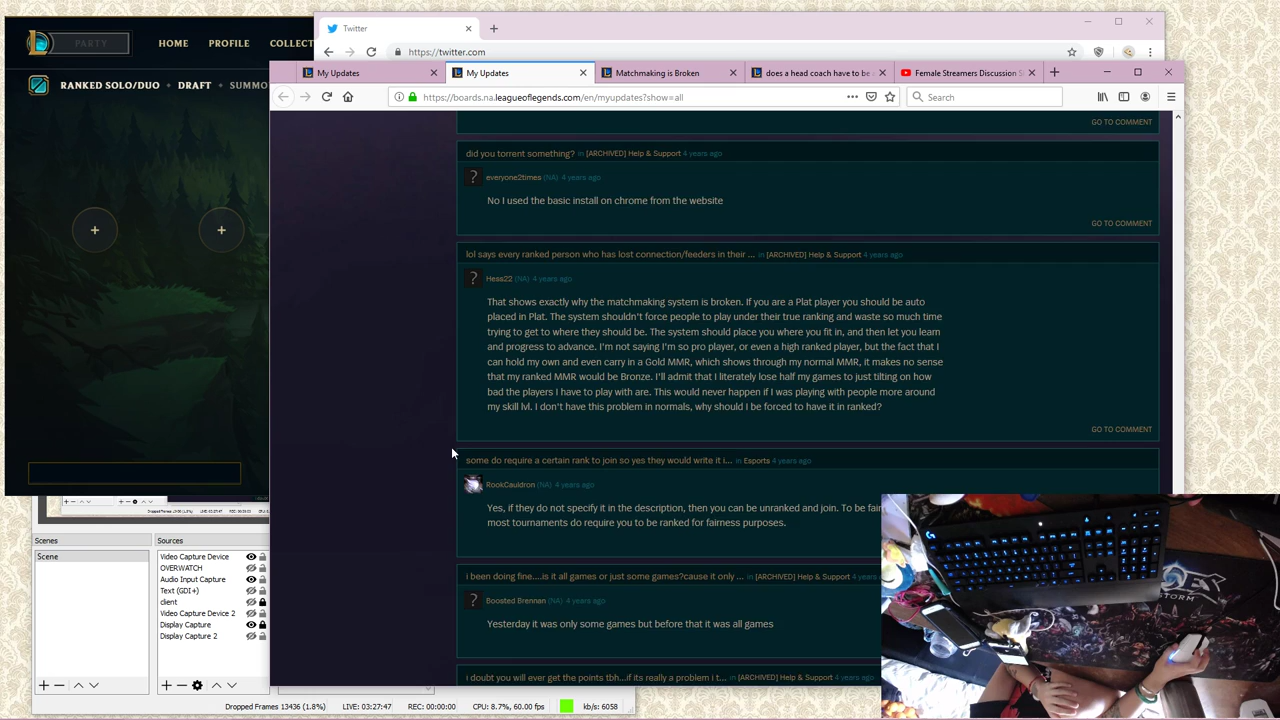 Twitter
PARTY
HOME
PROFILE
COLLECT
https://twitter.com
My Updates
My Updates
Matchmaking is Broken
does a head coach have to be a
Female Streamers Discussion S
RANKED SOLO/DUO
DRAFT
SUMMO
https://boards.na.leagueoflegends.com/en/myupdates?show=all
Search
GO TO COMMENT
did you torrent something? in [ARCHIVED] Help & Support 4 years ago
everyone2times (NA) 4 years ago
No I used the basic install on chrome from the website
GO TO COMMENT
lol says every ranked person who has lost connection/feeders in their ... in [ARCHIVED] Help & Support 4 years ago
Hess22 (NA) 4 years ago
That shows exactly why the matchmaking system is broken. If you are a Plat player you should be auto
placed in Plat. The system shouldn't force people to play under their true ranking and waste so much time
trying to get to where they should be. The system should place you where you fit in, and then let you learn
and progress to advance. I'm not saying I'm so pro player, or even a high ranked player, but the fact that I
can hold my own and even carry in a Gold MMR, which shows through my normal MMR, it makes no sense
that my ranked MMR would be Bronze. I'll admit that I literately lose half my games to just tilting on how
bad the players I have to play with are. This would never happen if I was playing with people more around
my skill lvl. I don't have this problem in normals, why should I be forced to have it in ranked?
GO TO COMMENT
some do require a certain rank to join so yes they would write it i... in Esports 4 years ago
RookCauldron (NA) 4 years ago
Yes, if they do not specify it in the description, then you can be unranked and join. To be fair
most tournaments do require you to be ranked for fairness purposes.
i been doing fine....is it all games or just some games?cause it only ... in [ARCHIVED] Help & Support 4 years
Boosted Brennan (NA) 4 years ago
Yesterday it was only some games but before that it was all games
i doubt you will ever get the points tbh...if its really a problem i t... in [ARCHIVED] Help & Support 4 years ago
Scenes
Sources
Scene
Video Capture Device
OVERWATCH
Audio Input Capture
Text (GDI+)
client
Video Capture Device 2
Display Capture
Display Capture 2
Dropped Frames 13436 (1.8%)
LIVE: 03:27:47
REC: 00:00:00
CPU: 8.7%, 60.00 fps
kb/s: 6058